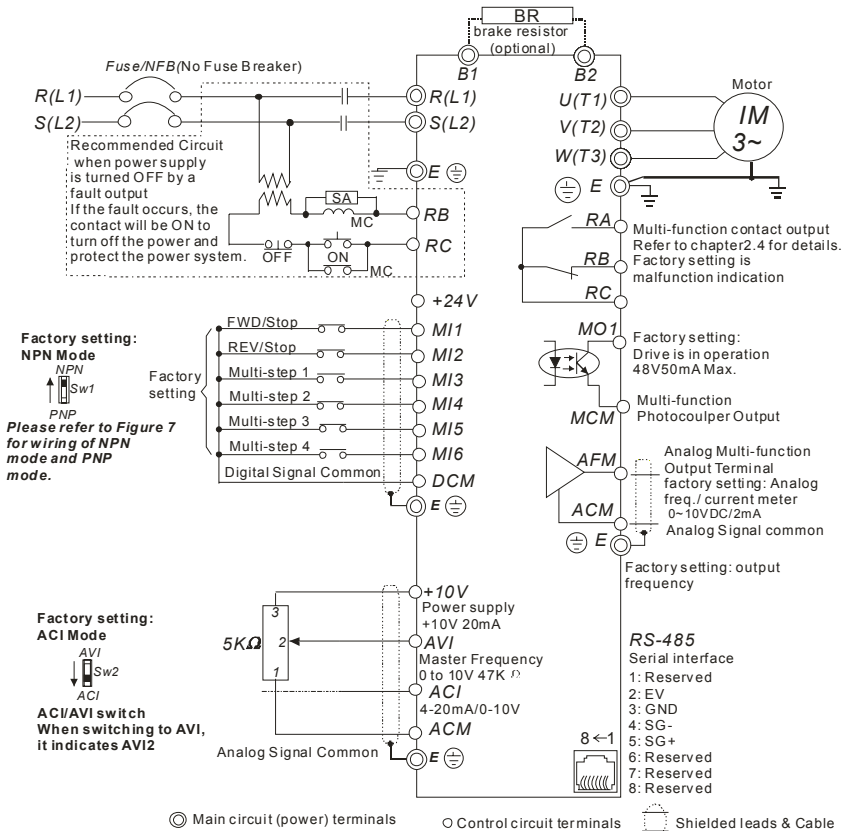 BR
brake resistor
(optional)
B1
B2
Fuse/NFB(No Fuse Breaker)
R(L1)
S(L2)
R(L1)
S(L2)
E
Recommended Circuit
when power supply
is turned OFF by a
fault output
If the fault occurs, the
contact will be ON to
turn off the power and
protect the power system.
SA
MC
OFF
ON
MC
RB
RC
U(T1)
V(T2)
W(T3)
E
Motor
IM
3~
RA
RB
RC
Multi-function contact output
Refer to chapter2.4 for details.
Factory setting is
malfunction indication
+24V
Factory setting:
NPN Mode
NPN
Sw1
PNP
Please refer to Figure 7
for wiring of NPN
mode and PNP
mode.
Factory
setting
FWD/Stop
REV/Stop
Multi-step 1
Multi-step 2
Multi-step 3
Multi-step 4
Digital Signal Common
MI1
MI2
MI3
MI4
MI5
MI6
DCM
E
MO1
MCM
Factory setting:
Drive is in operation
48V50mA Max.
Multi-function
Photocoulper Output
AFM
ACM
E
Analog Multi-function
Output Terminal
factory setting: Analog
freq./ current meter
0~10VDC/2mA
Analog Signal common
Factory setting: output
frequency
Factory setting:
ACI Mode
AVI
Sw2
ACI
ACI/AVI switch
When switching to AVI,
it indicates AVI2
5KΩ
3
2
1
+10V
Power supply
+10V 20mA
AVI
Master Frequency
0 to 10V 47K Ω
ACI
4-20mA/0-10V
ACM
Analog Signal Common
E
RS-485
Serial interface
1: Reserved
2: EV
3: GND
4: SG-
5: SG+
6: Reserved
7: Reserved
8: Reserved
8←1
Main circuit (power) terminals
Control circuit terminals
Shielded leads & Cable